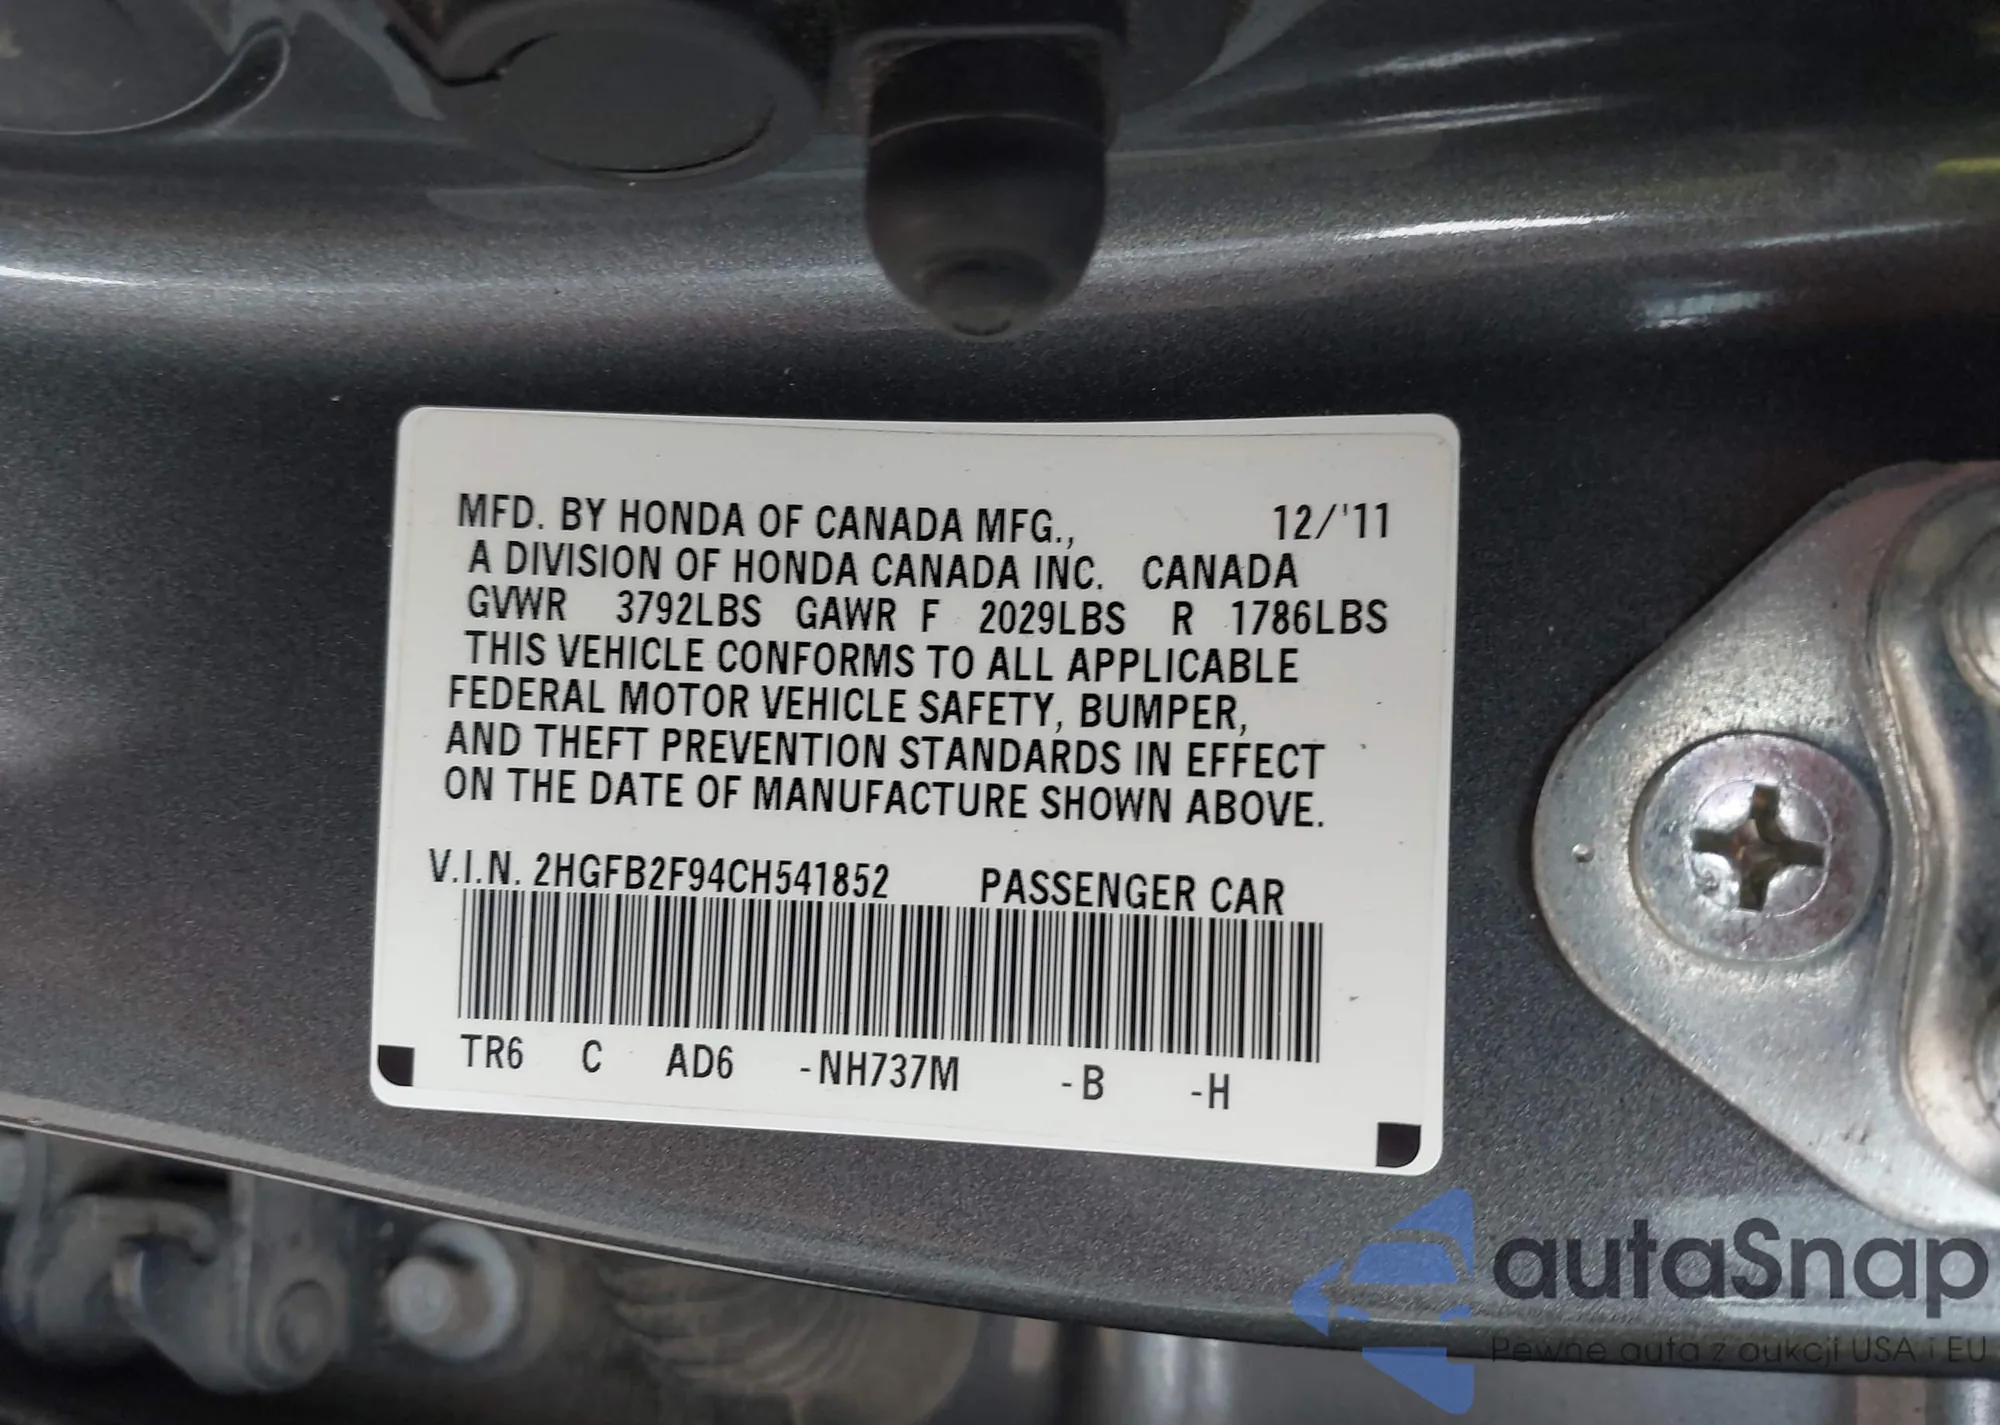 MFD. BY HONDA OF CANADA MFG., 12/'11
A DIVISION OF HONDA CANADA INC. CANADA
GVWR 3792LBS GAWR F 2029LBS R 1786LBS
THIS VEHICLE CONFORMS TO ALL APPLICABLE
FEDERAL MOTOR VEHICLE SAFETY, BUMPER,
AND THEFT PREVENTION STANDARDS IN EFFECT
ON THE DATE OF MANUFACTURE SHOWN ABOVE.
V.I.N. 2HGFB2F94CH541852 PASSENGER CAR
TR6 C AD6 -NH737M -B -H
autaSnap
Pewne auta z aukcji USA i EU